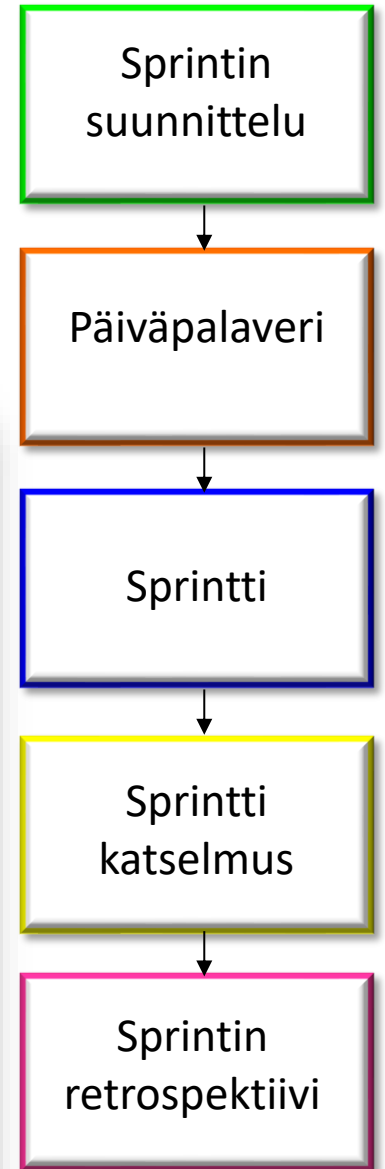 Sprintin
suunnittelu
Päiväpalaveri
Sprintti
Sprintti
katselmus
Sprintin
retrospektiivi